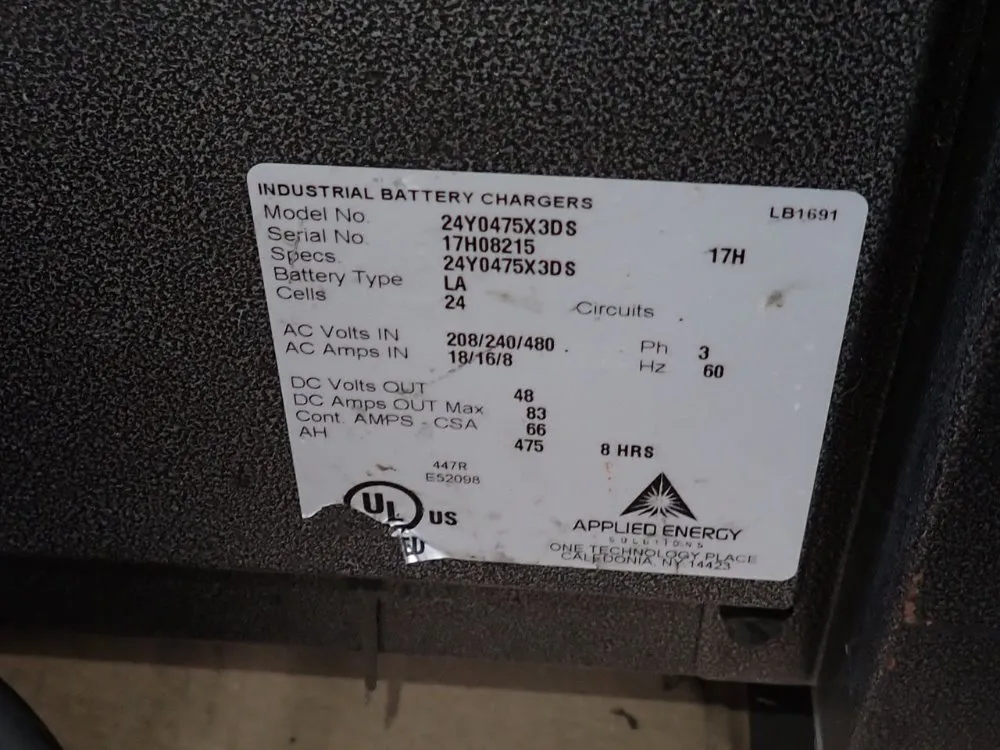 INDUSTRIAL BATTERY CHARGERS LB1691
Model No. 24Y0475X3DS
Serial No. 17H08215 17H
Specs. 24Y0475X3DS
Battery Type LA
Cells 24 Circuits
AC Volts IN 208/240/480 Ph 3
AC Amps IN 18/16/8 Hz 60
DC Volts OUT 48
DC Amps OUT Max 83
Cont. AMPS - CSA 66
AH 475 8 HRS
447R
E52098
UL US
ED
APPLIED ENERGY
SOLUTIONS
ONE TECHNOLOGY PLACE
CALEDONIA, NY 14423